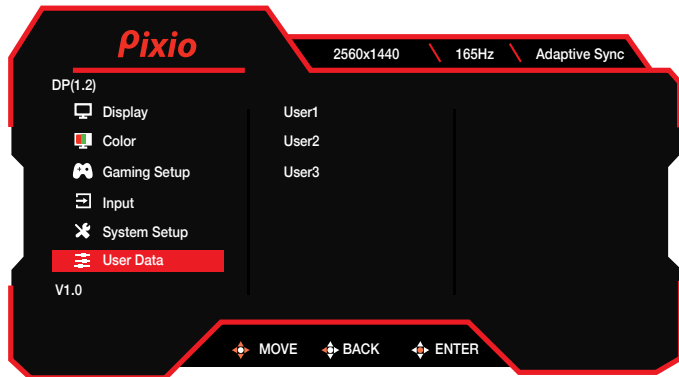 Pixio
2560x1440 165Hz Adaptive Sync
DP(1.2)
Display
Color
Gaming Setup
Input
System Setup
User Data
V1.0
User1
User2
User3
MOVE BACK ENTER